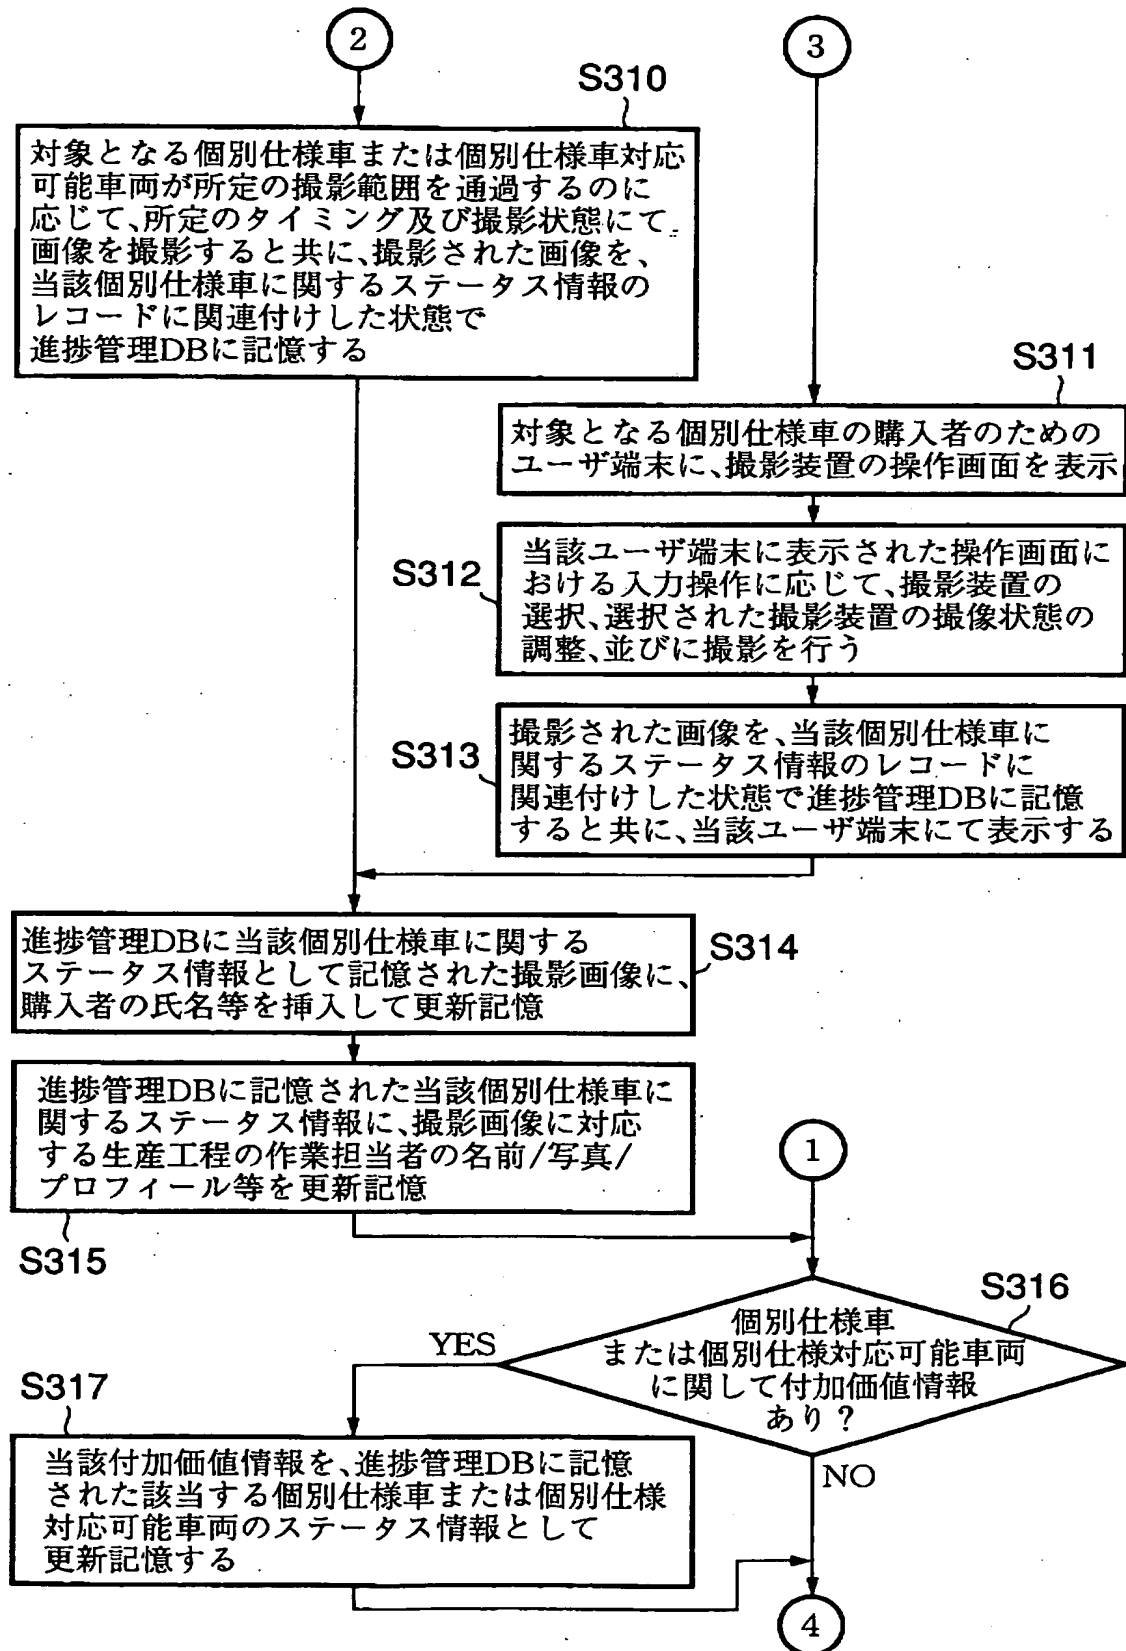 2
3
S310
対象となる個別仕様車または個別仕様車対応
可能車両が所定の撮影範囲を通過するのに
応じて、所定のタイミング及び撮影状態にて
画像を撮影すると共に、撮影された画像を、
当該個別仕様車に関するステータス情報の
レコードに関連付けした状態で
進捗管理DBに記憶する
S311
対象となる個別仕様車の購入者のための
ユーザ端末に、撮影装置の操作画面を表示
S312
当該ユーザ端末に表示された操作画面に
おける入力操作に応じて、撮影装置の
選択、選択された撮影装置の撮像状態の
調整、並びに撮影を行う
S313
撮影された画像を、当該個別仕様車に
関するステータス情報のレコードに
関連付けした状態で進捗管理DBに記憶
すると共に、当該ユーザ端末にて表示する
進捗管理DBに当該個別仕様車に関する
ステータス情報として記憶された撮影画像に、
購入者の氏名等を挿入して更新記憶
S314
進捗管理DBに記憶された当該個別仕様車に
関するステータス情報に、撮影画像に対応
する生産工程の作業担当者の名前/写真/
プロフィール等を更新記憶
S315
1
S316
個別仕様車
または個別仕様対応可能車両
に関して付加価値情報
あり?
YES
NO
S317
当該付加価値情報を、進捗管理DBに記憶
された該当する個別仕様車または個別仕様
対応可能車両のステータス情報として
更新記憶する
4